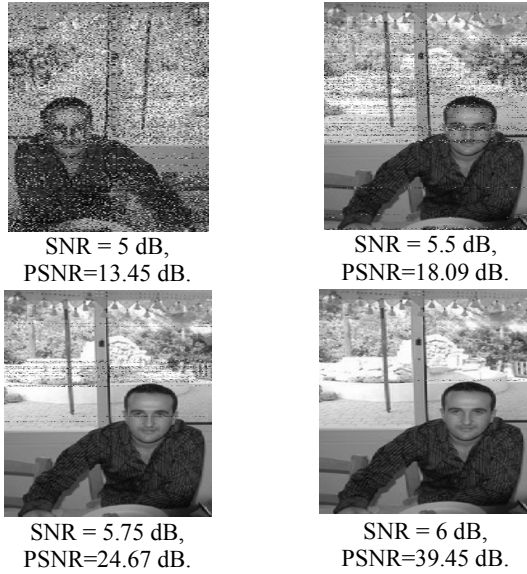 SNR = 5 dB,
PSNR=13.45 dB.
SNR = 5.5 dB,
PSNR=18.09 dB.
SNR = 5.75 dB,
PSNR=24.67 dB.
SNR = 6 dB,
PSNR=39.45 dB.